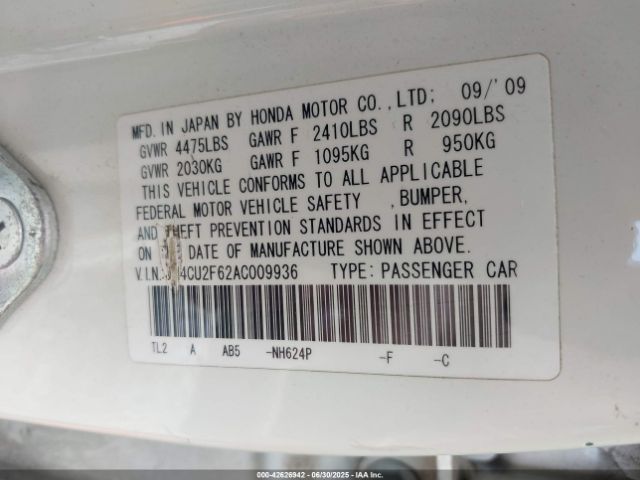 MFD. IN JAPAN BY HONDA MOTOR CO.,LTD; 09/'09
GVWR 4475LBS GAWR F 2410LBS R 2090LBS
GVWR 2030KG GAWR F 1095KG R 950KG
THIS VEHICLE CONFORMS TO ALL APPLICABLE
FEDERAL MOTOR VEHICLE SAFETY ,BUMPER,
AND THEFT PREVENTION STANDARDS IN EFFECT
ON DATE OF MANUFACTURE SHOWN ABOVE.
V.I.N.: 4CU2F62AC009936 TYPE: PASSENGER CAR
TL2 A AB5 -NH624P -F -C
000-42626942 - 06/30/2025 - IAAI.COM